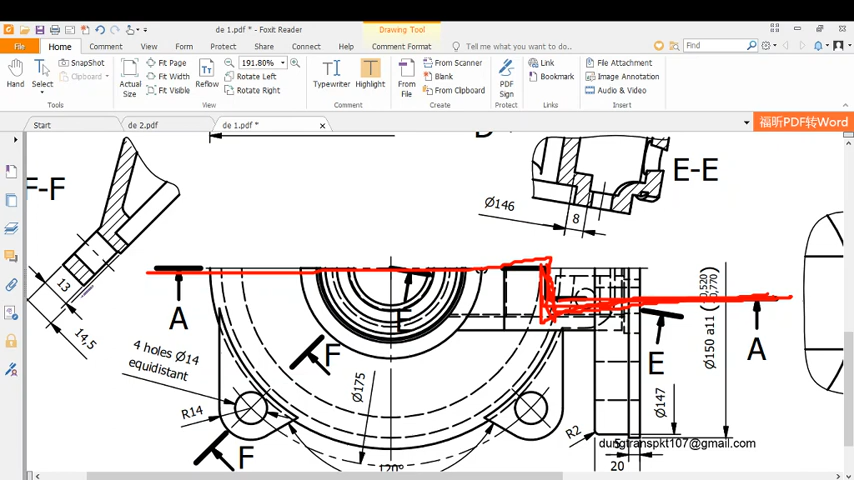 de 1.pdf * - Foxit Reader
Drawing Tool
File
Home
Comment
View
Form
Protect
Share
Connect
Help
Comment Format
Tell me what you want to do...
Find
Hand
Select
SnapShot
Clipboard
Actual Size
Fit Page
Fit Width
Fit Visible
Reflow
191.80%
Rotate Left
Rotate Right
Typewriter
Highlight
From File
From Scanner
Blank
From Clipboard
PDF Sign
Link
Bookmark
File Attachment
Image Annotation
Audio & Video
Tools
View
Comment
Create
Protect
Links
Insert
Start
de 2.pdf
de 1.pdf *
福昕PDF转Word
F-F
E-E
Ø146
8
13
14,5
A
4 holes Ø14
equidistant
R14
F
F
Ø175
120°
E
A
Ø150 a11
Ø147
R2
5
20
dungtranspkt107@gmail.com